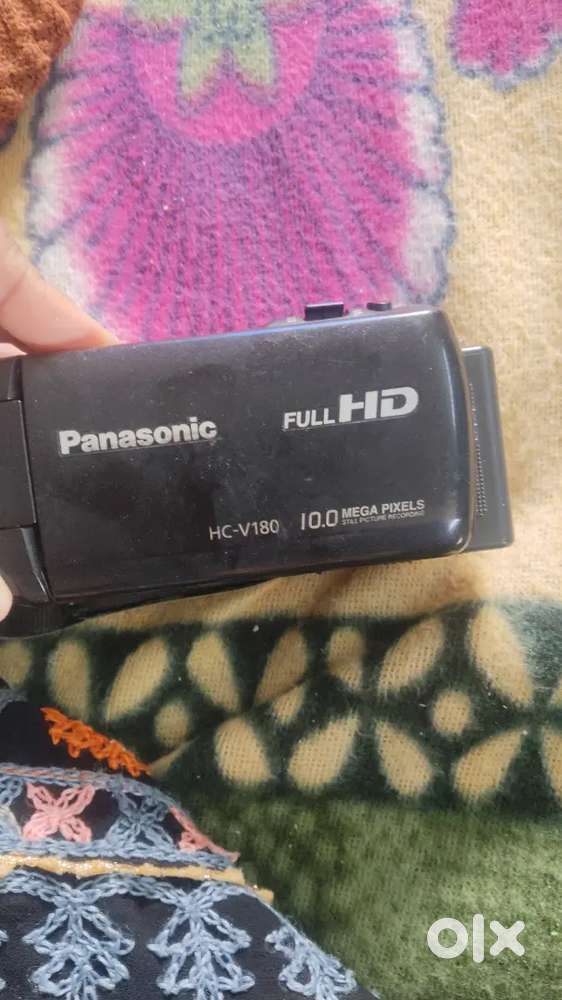 Panasonic
FULL HD
HC-V180
10.0 MEGA PIXELS
STILL PICTURE RECORDING
olx